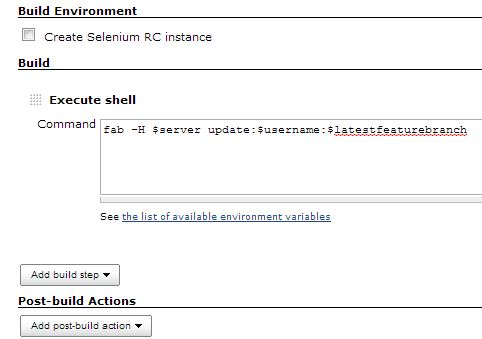 Build Environment
Create Selenium RC instance
Build
Execute shell
Command fab -H $server update:$username:$latestfeaturebranch
See the list of available environment variables
Add build step
Post-build Actions
Add post-build action